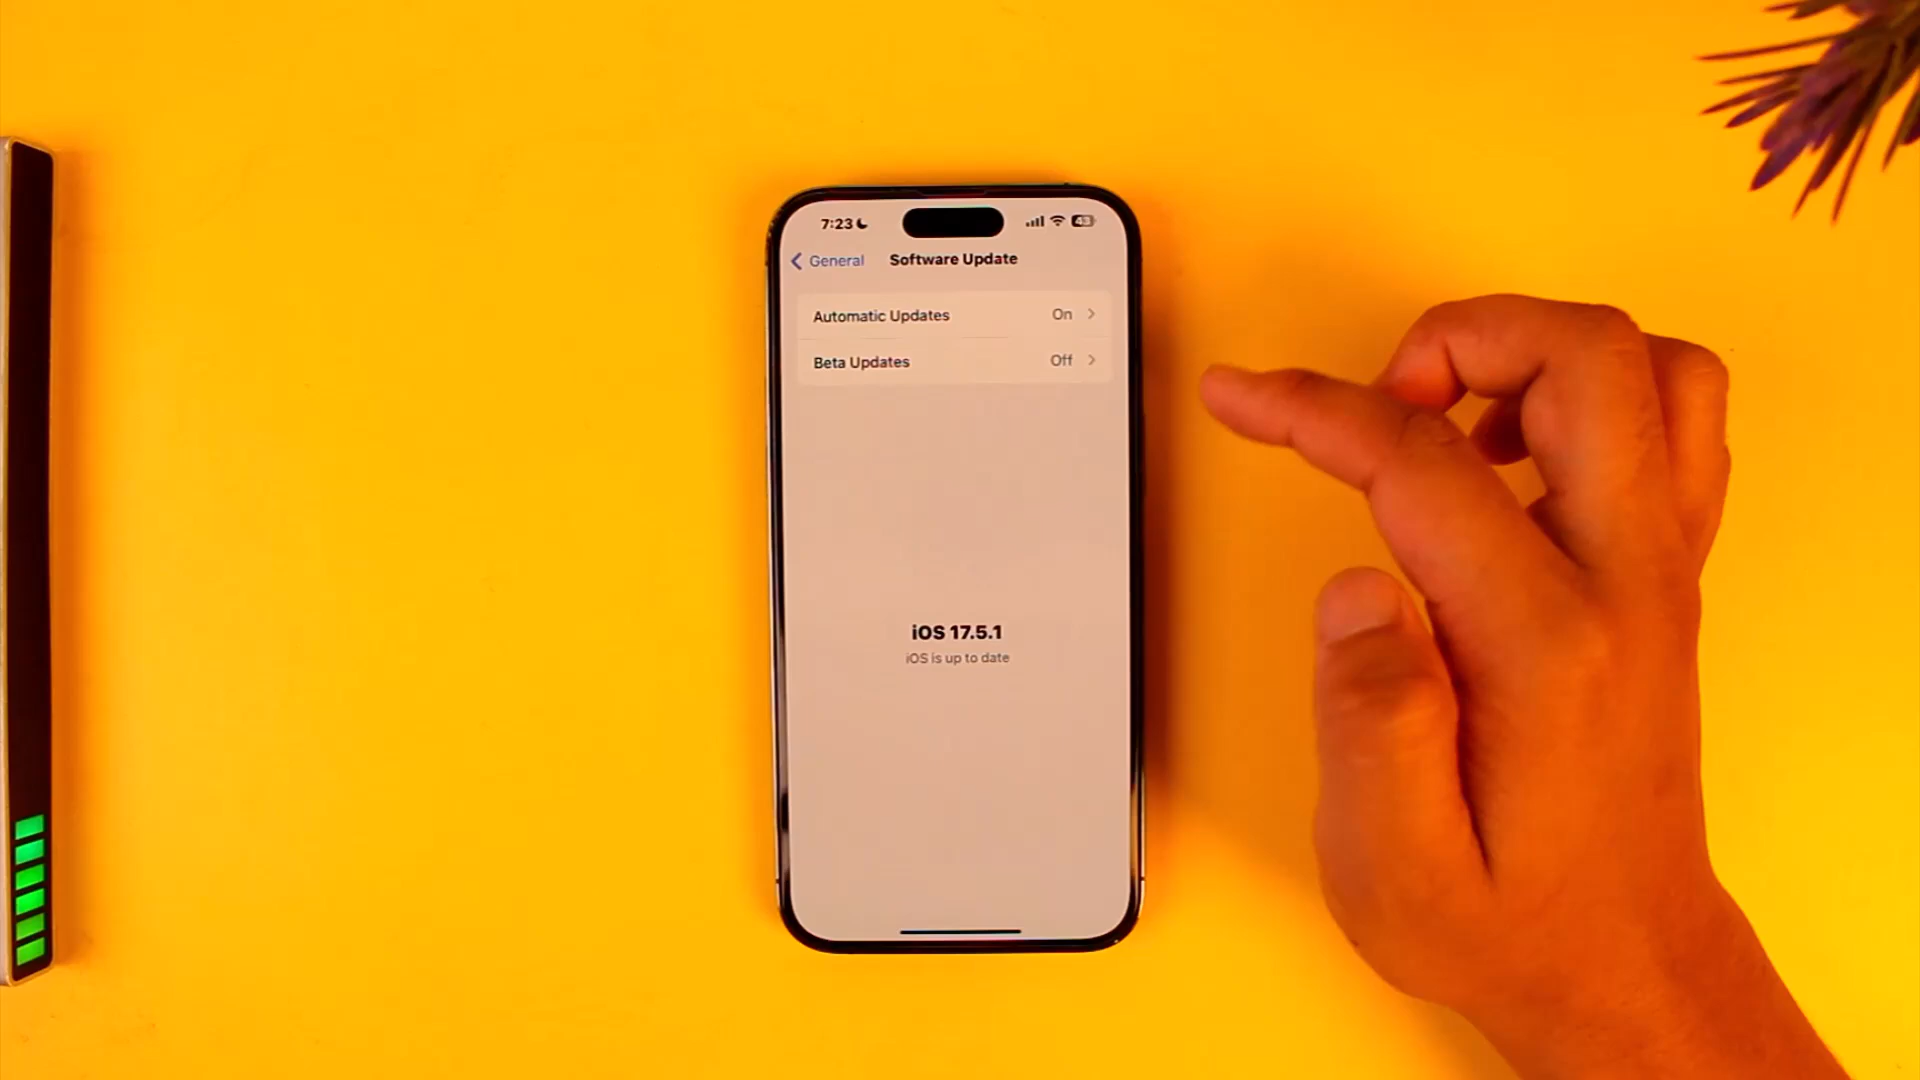 7:23 43
General Software Update
Automatic Updates On
Beta Updates Off
iOS 17.5.1
iOS is up to date